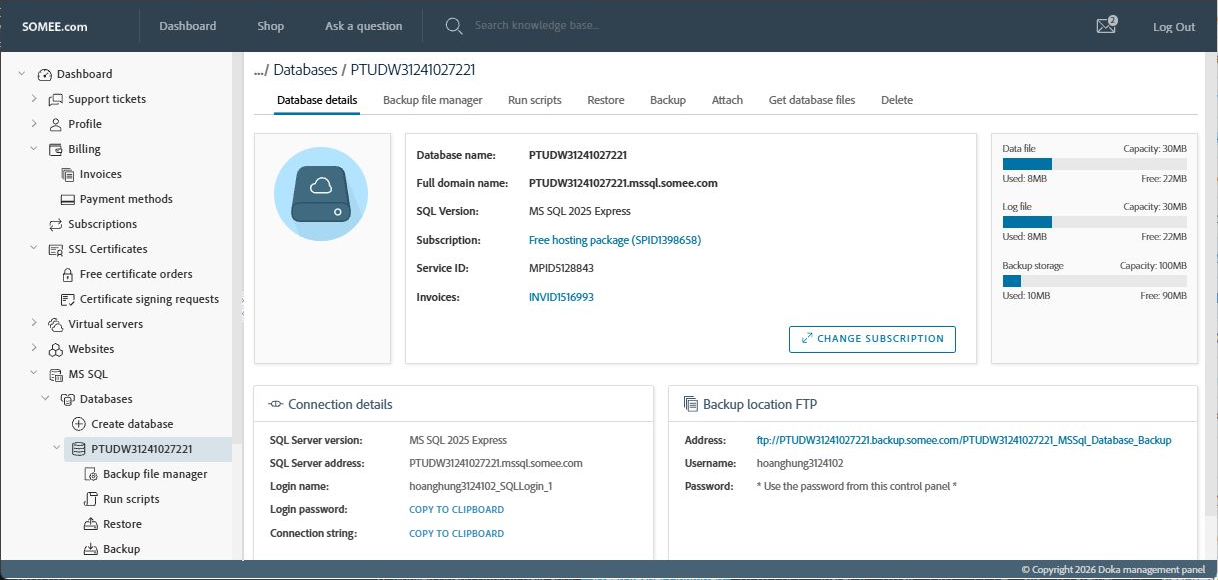 SOMEE.com
Dashboard
Shop
Ask a question
Search knowledge base...
2
Log Out
Dashboard
Support tickets
Profile
Billing
Invoices
Payment methods
Subscriptions
SSL Certificates
Free certificate orders
Certificate signing requests
Virtual servers
Websites
MS SQL
Databases
Create database
PTUDW31241027221
Backup file manager
Run scripts
Restore
Backup
.../ Databases / PTUDW31241027221
Database details
Backup file manager
Run scripts
Restore
Backup
Attach
Get database files
Delete
Database name: PTUDW31241027221
Full domain name: PTUDW31241027221.mssql.somee.com
SQL Version: MS SQL 2025 Express
Subscription: Free hosting package (SPID1398658)
Service ID: MPID5128843
Invoices: INVID1516993
CHANGE SUBSCRIPTION
Data file Capacity: 30MB
Used: 8MB Free: 22MB
Log file Capacity: 30MB
Used: 8MB Free: 22MB
Backup storage Capacity: 100MB
Used: 10MB Free: 90MB
Connection details
SQL Server version: MS SQL 2025 Express
SQL Server address: PTUDW31241027221.mssql.somee.com
Login name: hoanghung3124102_SQLLogin_1
Login password: COPY TO CLIPBOARD
Connection string: COPY TO CLIPBOARD
Backup location FTP
Address: ftp://PTUDW31241027221.backup.somee.com/PTUDW31241027221_MSSql_Database_Backup
Username: hoanghung3124102
Password: * Use the password from this control panel *
© Copyright 2026 Doka management panel